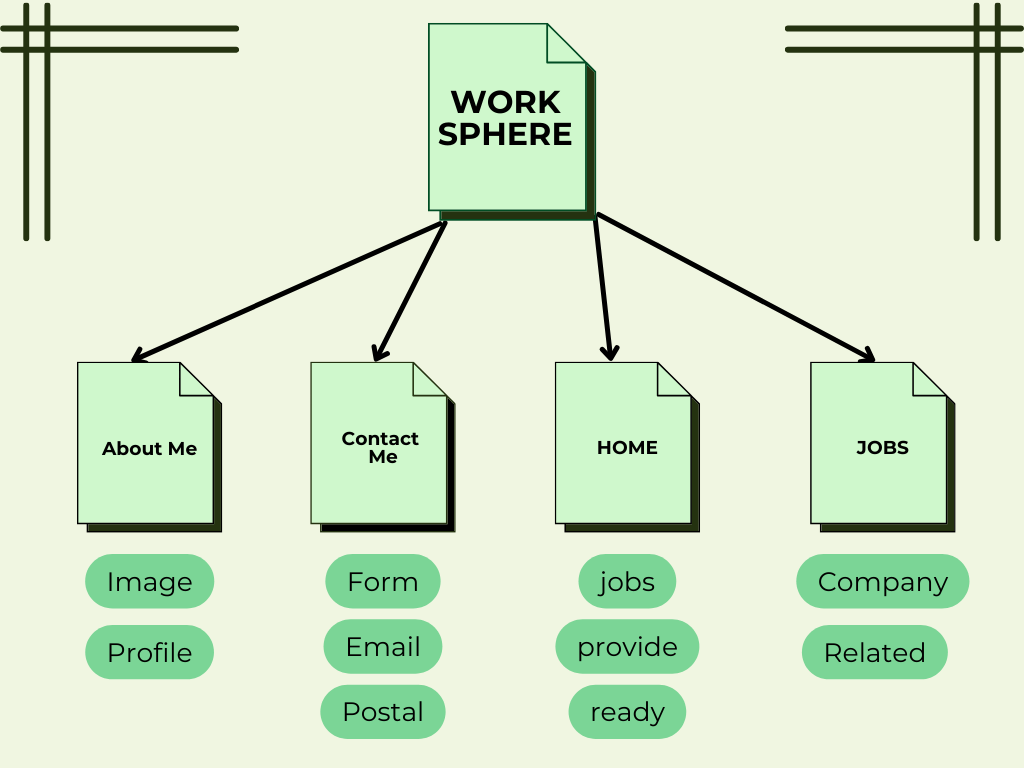 WORK
SPHERE
About Me
Contact
Me
HOME
JOBS
Image
Profile
Form
Email
Postal
jobs
provide
ready
Company
Related